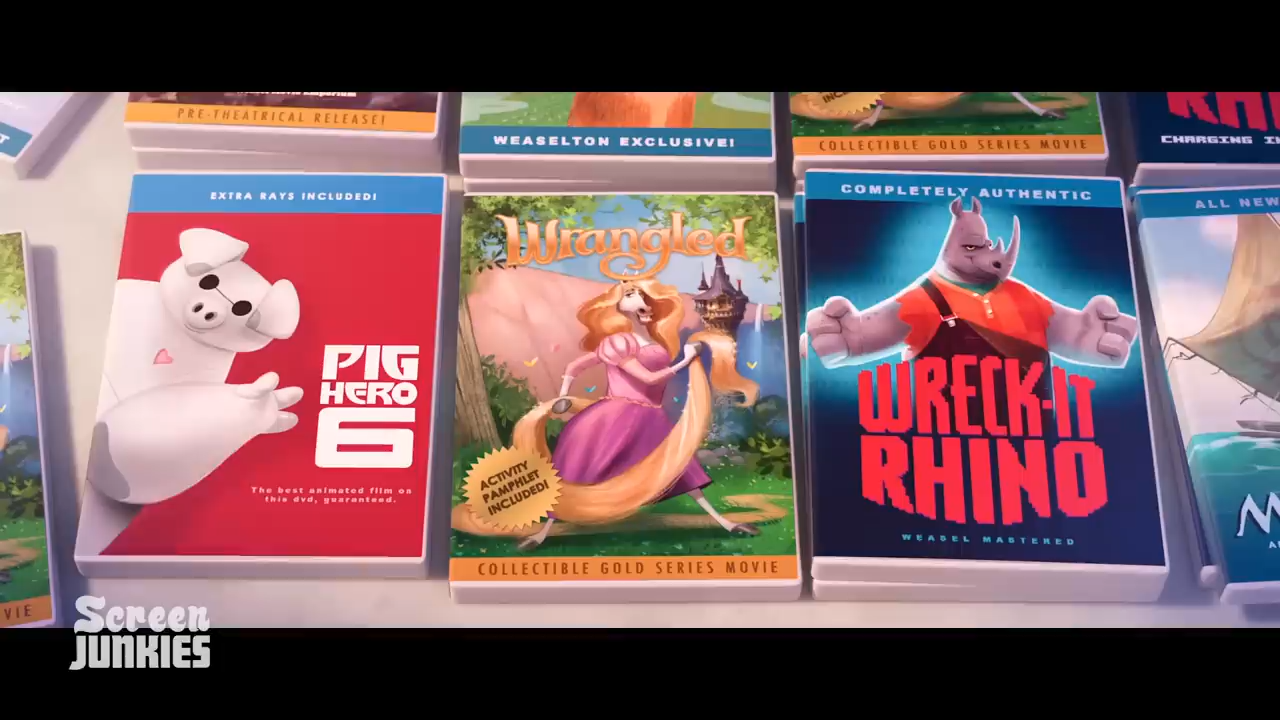 PRE-THEATRICAL RELEASE!
WEASELTON EXCLUSIVE!
COLLECTIBLE GOLD SERIES MOVIE
CHARGING
EXTRA RAYS INCLUDED!
PIG
HERO
6
The best animated film on
this dvd, guaranteed.
Wrangled
ACTIVITY
PAMPHLET
INCLUDED!
COLLECTIBLE GOLD SERIES MOVIE
COMPLETELY AUTHENTIC
WRECK-IT
RHINO
WEASEL MASTERED
ALL NEW
Screen
JUNKIES